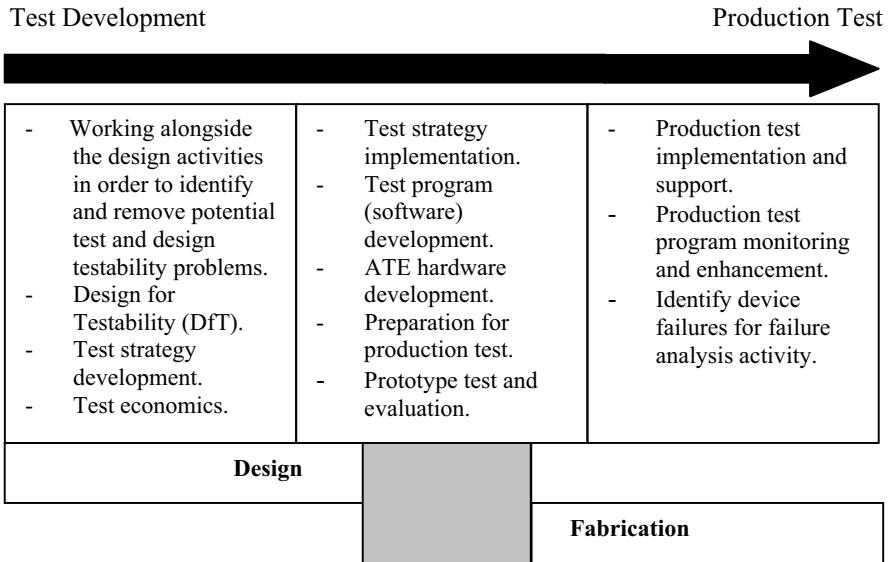 Test Development
Production Test
- Working alongside
the design activities
in order to identify
and remove potential
test and design
testability problems.
- Design for
Testability (DfT).
- Test strategy
development.
- Test economics.
- Test strategy
implementation.
- Test program
(software)
development.
- ATE hardware
development.
- Preparation for
production test.
- Prototype test and
evaluation.
- Production test
implementation and
support.
- Production test
program monitoring
and enhancement.
- Identify device
failures for failure
analysis activity.
Design
Fabrication